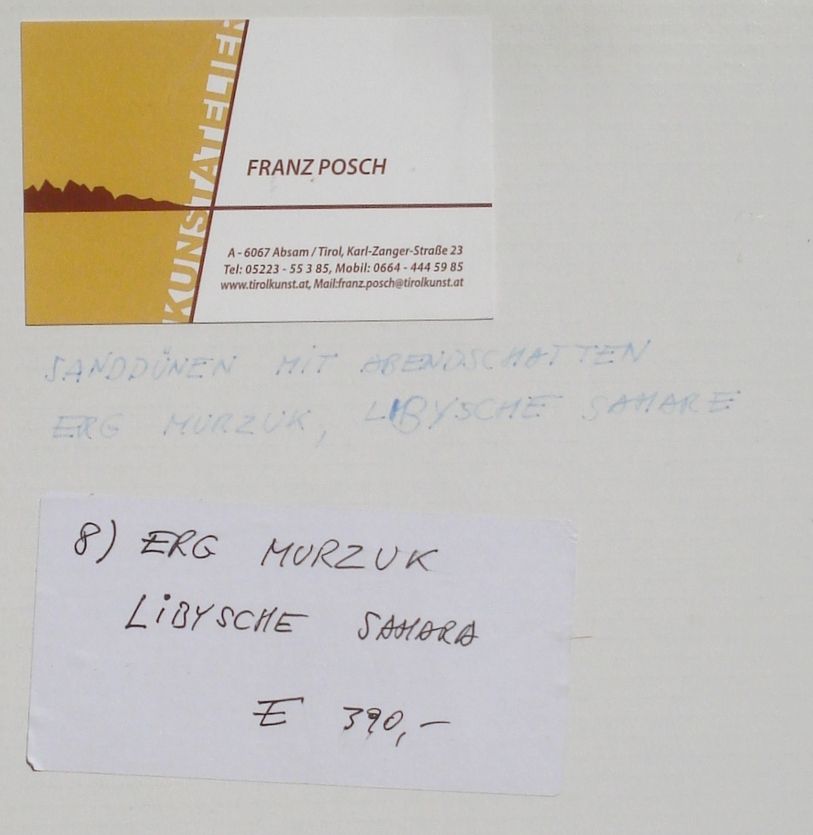 KUNSTATELIER
FRANZ POSCH
A - 6067 Absam / Tirol, Karl-Zanger-Straße 23
Tel: 05223 - 55 3 85, Mobil: 0664 - 444 59 85
www.tirolkunst.at, Mail:franz.posch@tirolkunst.at
SANDDÜNEN MIT ABENDSCHATTEN
ERG MURZUK, LIBYSCHE SAHARE
8) ERG MURZUK
LIBYSCHE SAHARA
E 390,-